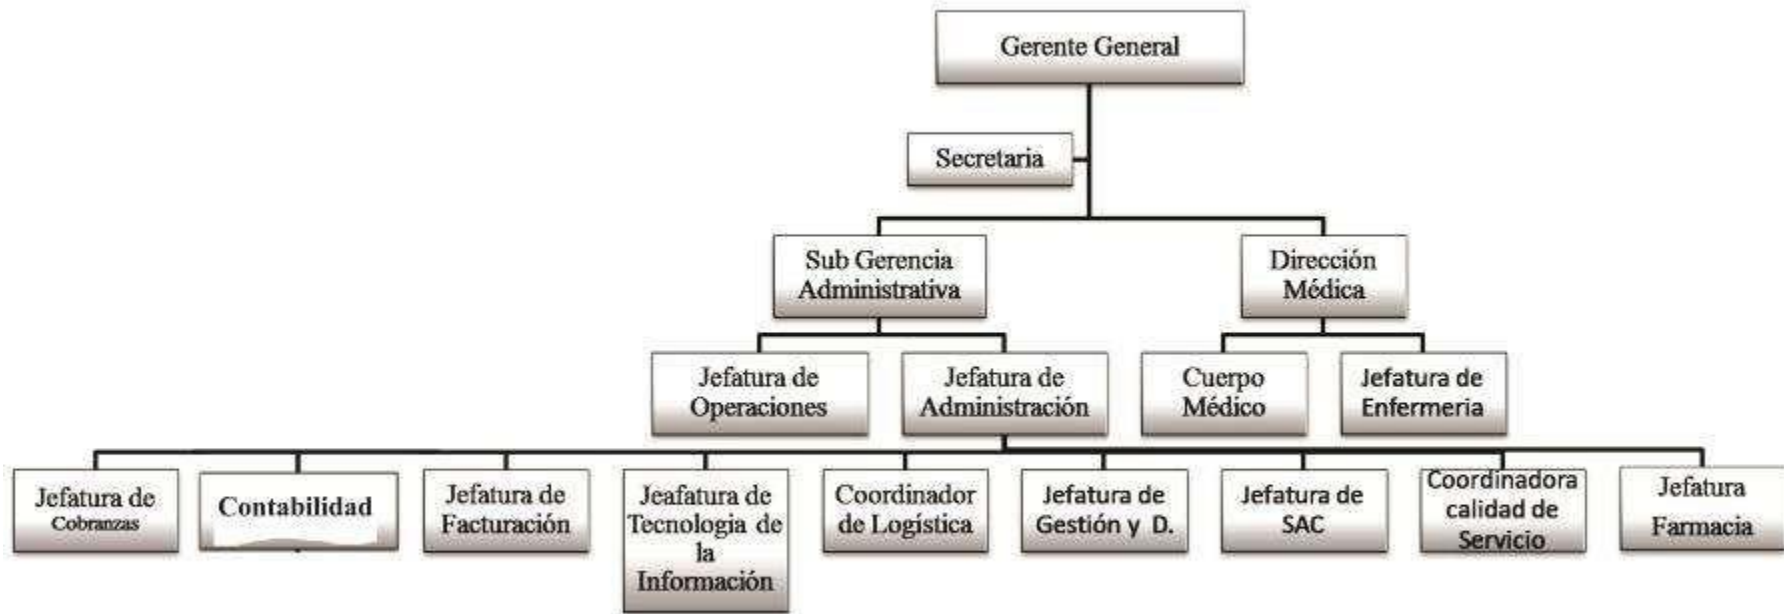 Gerente General
Secretaria
Sub Gerencia
Administrativa
Dirección
Médica
Jefatura de
Operaciones
Jefatura de
Administración
Cuerpo
Médico
Jefatura de
Enfermeria
Jefatura de
Cobranzas
Contabilidad
Jefatura de
Facturación
Jeafatura de
Tecnologia de
la
Información
Coordinador
de Logística
Jefatura de
Gestión y D.
Jefatura de
SAC
Coordinadora
calidad de
Servicio
Jefatura
Farmacia